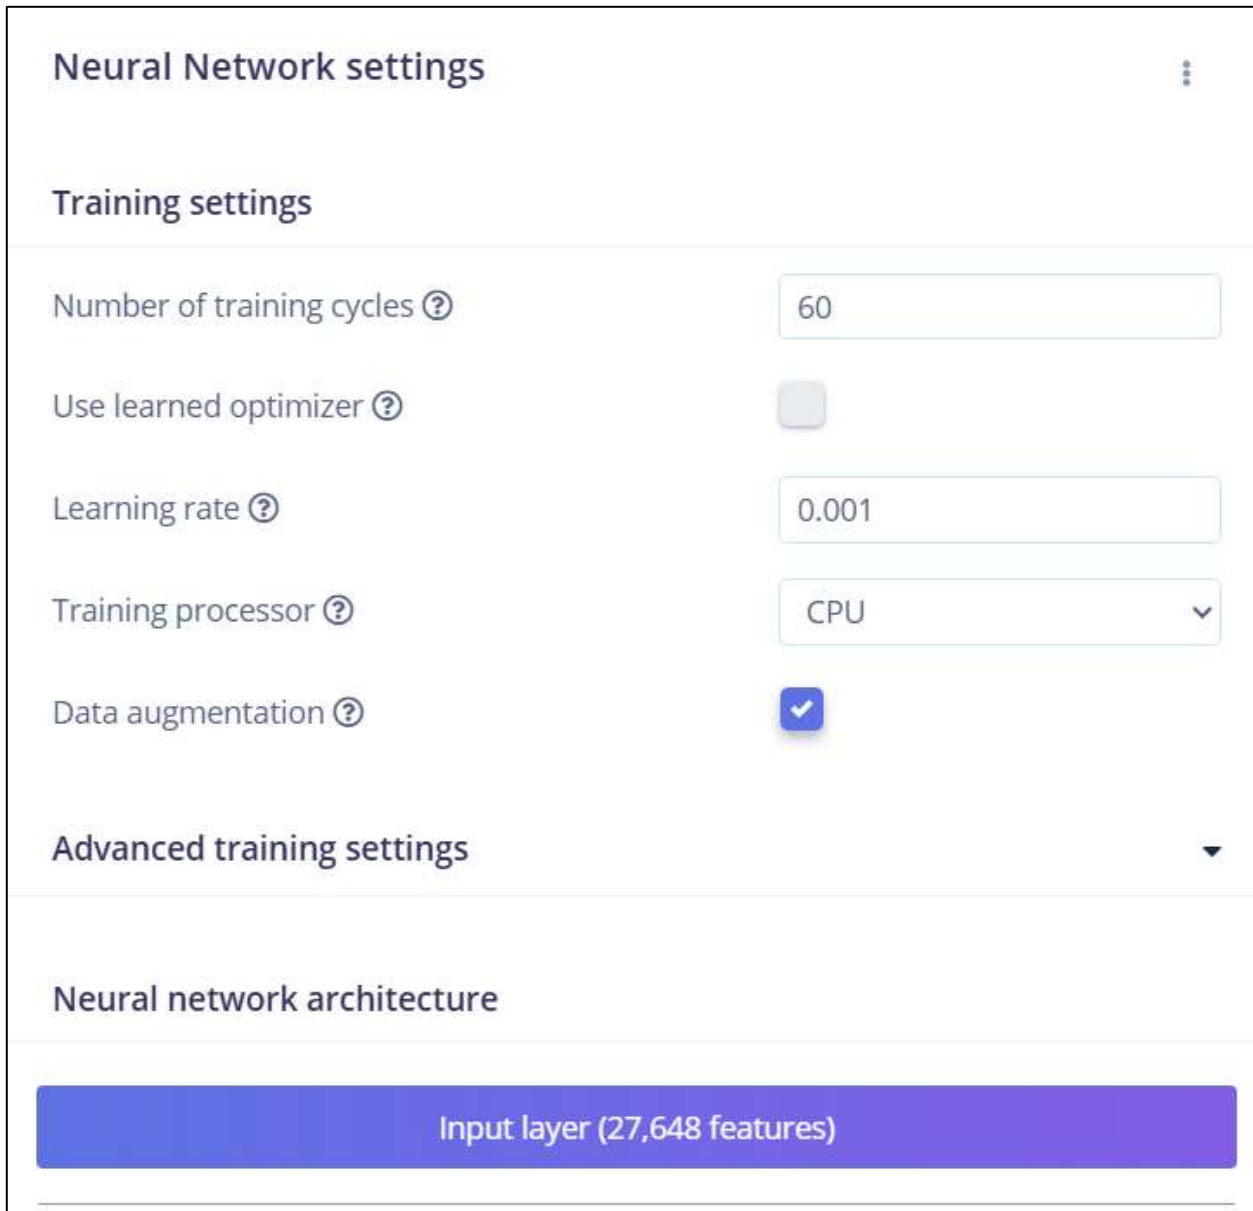 Neural Network settings
Training settings
Number of training cycles
60
Use learned optimizer
Learning rate
0.001
Training processor
CPU
Data augmentation
Advanced training settings
Neural network architecture
Input layer (27,648 features)